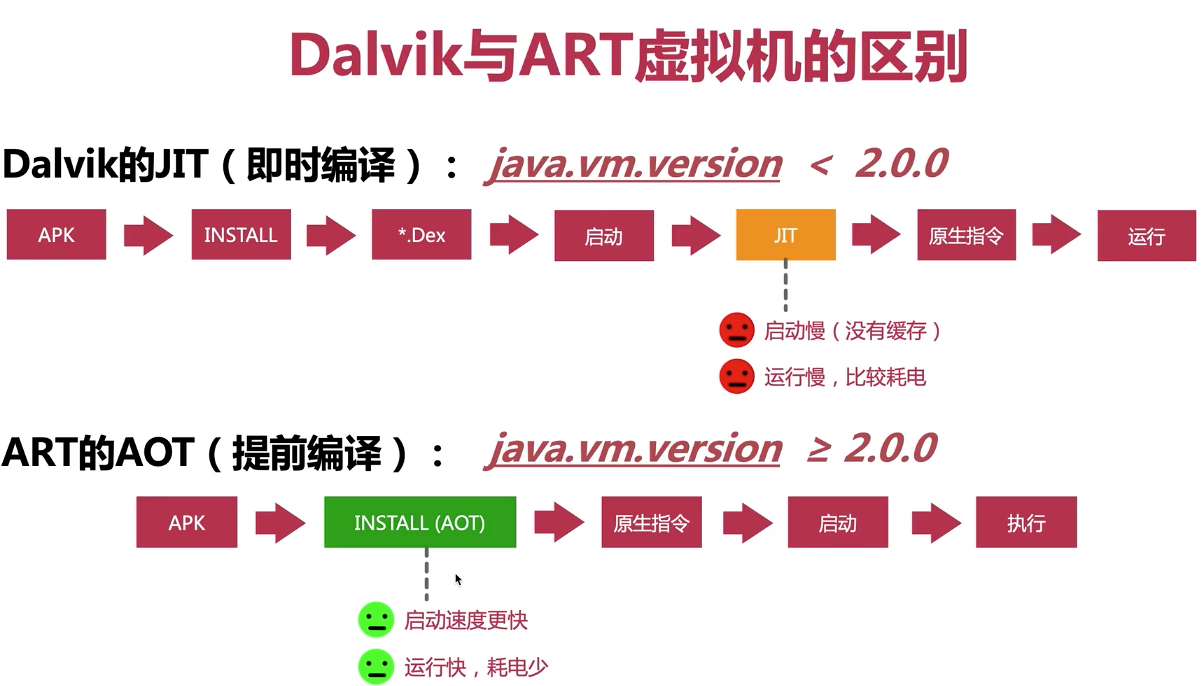 Dalvik与ART虚拟机的区别
Dalvik的JIT（即时编译）： java.vm.version < 2.0.0
APK INSTALL *.Dex 启动 JIT 原生指令 运行
启动慢（没有缓存）
运行慢，比较耗电
ART的AOT（提前编译）： java.vm.version ≥ 2.0.0
APK INSTALL (AOT) 原生指令 启动 执行
启动速度更快
运行快，耗电少